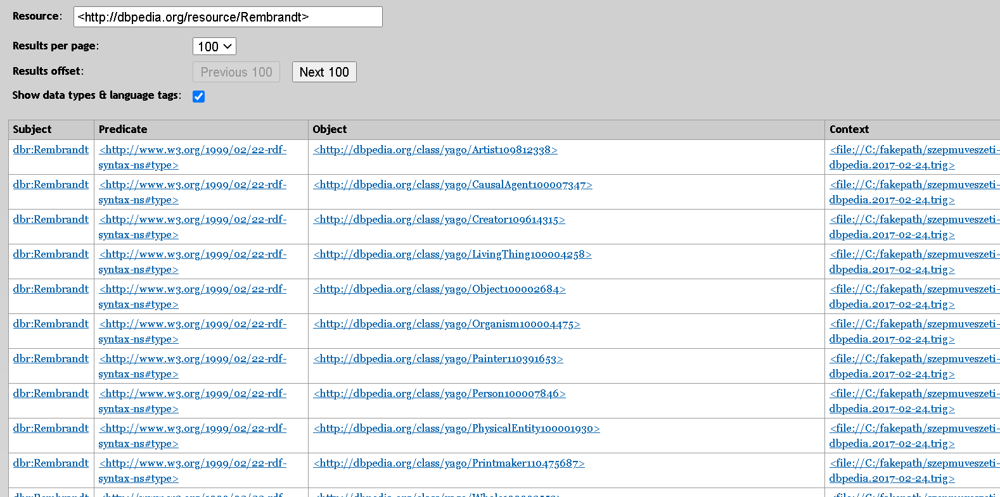 Resource: <http://dbpedia.org/resource/Rembrandt>
Results per page: 100
Results offset: Previous 100 Next 100
Show data types & language tags:
Subject Predicate Object Context
dbr:Rembrandt <http://www.w3.org/1999/02/22-rdf- <http://dbpedia.org/class/yago/Artist109812338> <file://C:/fakepath/szepmuveszeti-
syntax-ns#type> dbpedia.2017-02-24.trig>
dbr:Rembrandt <http://www.w3.org/1999/02/22-rdf- <http://dbpedia.org/class/yago/CausalAgent100007347> <file://C:/fakepath/szepmuveszeti-
syntax-ns#type> dbpedia.2017-02-24.trig>
dbr:Rembrandt <http://www.w3.org/1999/02/22-rdf- <http://dbpedia.org/class/yago/Creator109614315> <file://C:/fakepath/szepmuveszeti-
syntax-ns#type> dbpedia.2017-02-24.trig>
dbr:Rembrandt <http://www.w3.org/1999/02/22-rdf- <http://dbpedia.org/class/yago/LivingThing100004258> <file://C:/fakepath/szepmuveszeti-
syntax-ns#type> dbpedia.2017-02-24.trig>
dbr:Rembrandt <http://www.w3.org/1999/02/22-rdf- <http://dbpedia.org/class/yago/Object100002684> <file://C:/fakepath/szepmuveszeti-
syntax-ns#type> dbpedia.2017-02-24.trig>
dbr:Rembrandt <http://www.w3.org/1999/02/22-rdf- <http://dbpedia.org/class/yago/Organism100004475> <file://C:/fakepath/szepmuveszeti-
syntax-ns#type> dbpedia.2017-02-24.trig>
dbr:Rembrandt <http://www.w3.org/1999/02/22-rdf- <http://dbpedia.org/class/yago/Painter110391653> <file://C:/fakepath/szepmuveszeti-
syntax-ns#type> dbpedia.2017-02-24.trig>
dbr:Rembrandt <http://www.w3.org/1999/02/22-rdf- <http://dbpedia.org/class/yago/Person100007846> <file://C:/fakepath/szepmuveszeti-
syntax-ns#type> dbpedia.2017-02-24.trig>
dbr:Rembrandt <http://www.w3.org/1999/02/22-rdf- <http://dbpedia.org/class/yago/PhysicalEntity100001930> <file://C:/fakepath/szepmuveszeti-
syntax-ns#type> dbpedia.2017-02-24.trig>
dbr:Rembrandt <http://www.w3.org/1999/02/22-rdf- <http://dbpedia.org/class/yago/Printmaker110475687> <file://C:/fakepath/szepmuveszeti-
syntax-ns#type> dbpedia.2017-02-24.trig>